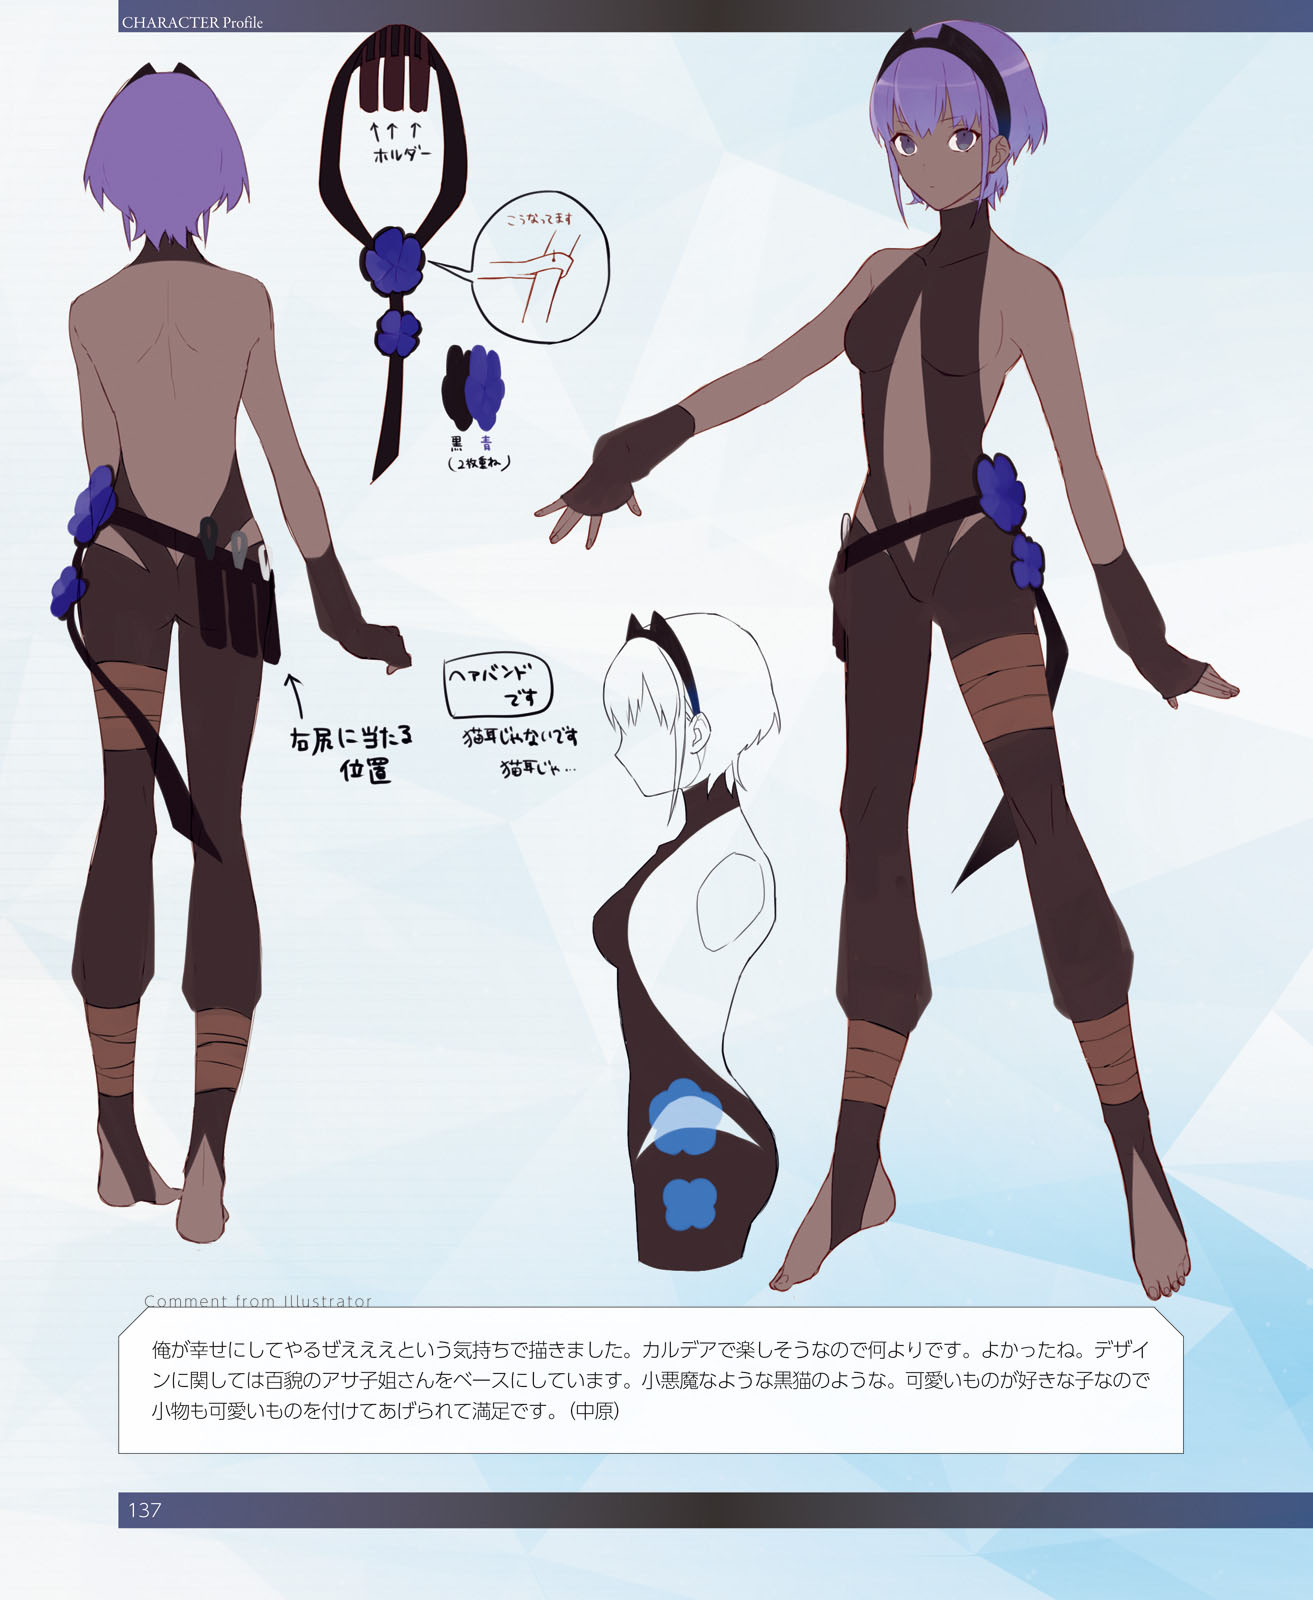 CHARACTER Profile
ホルダー
こうなってます
黒 青
(2枚重ね)
ヘアバンド
です
猫耳じゃないです
猫耳じゃ…
右尻に当たる
位置
Comment from Illustrator
俺が幸せにしてやるぜえええという気持ちで描きました。カルデアで楽しそうなので何よりです。よかったね。デザイ
ンに関しては百貌のアサ子姐さんをベースにしています。小悪魔なような黒猫のような。可愛いものが好きな子なので
小物も可愛いものを付けてあげられて満足です。(中原)
137